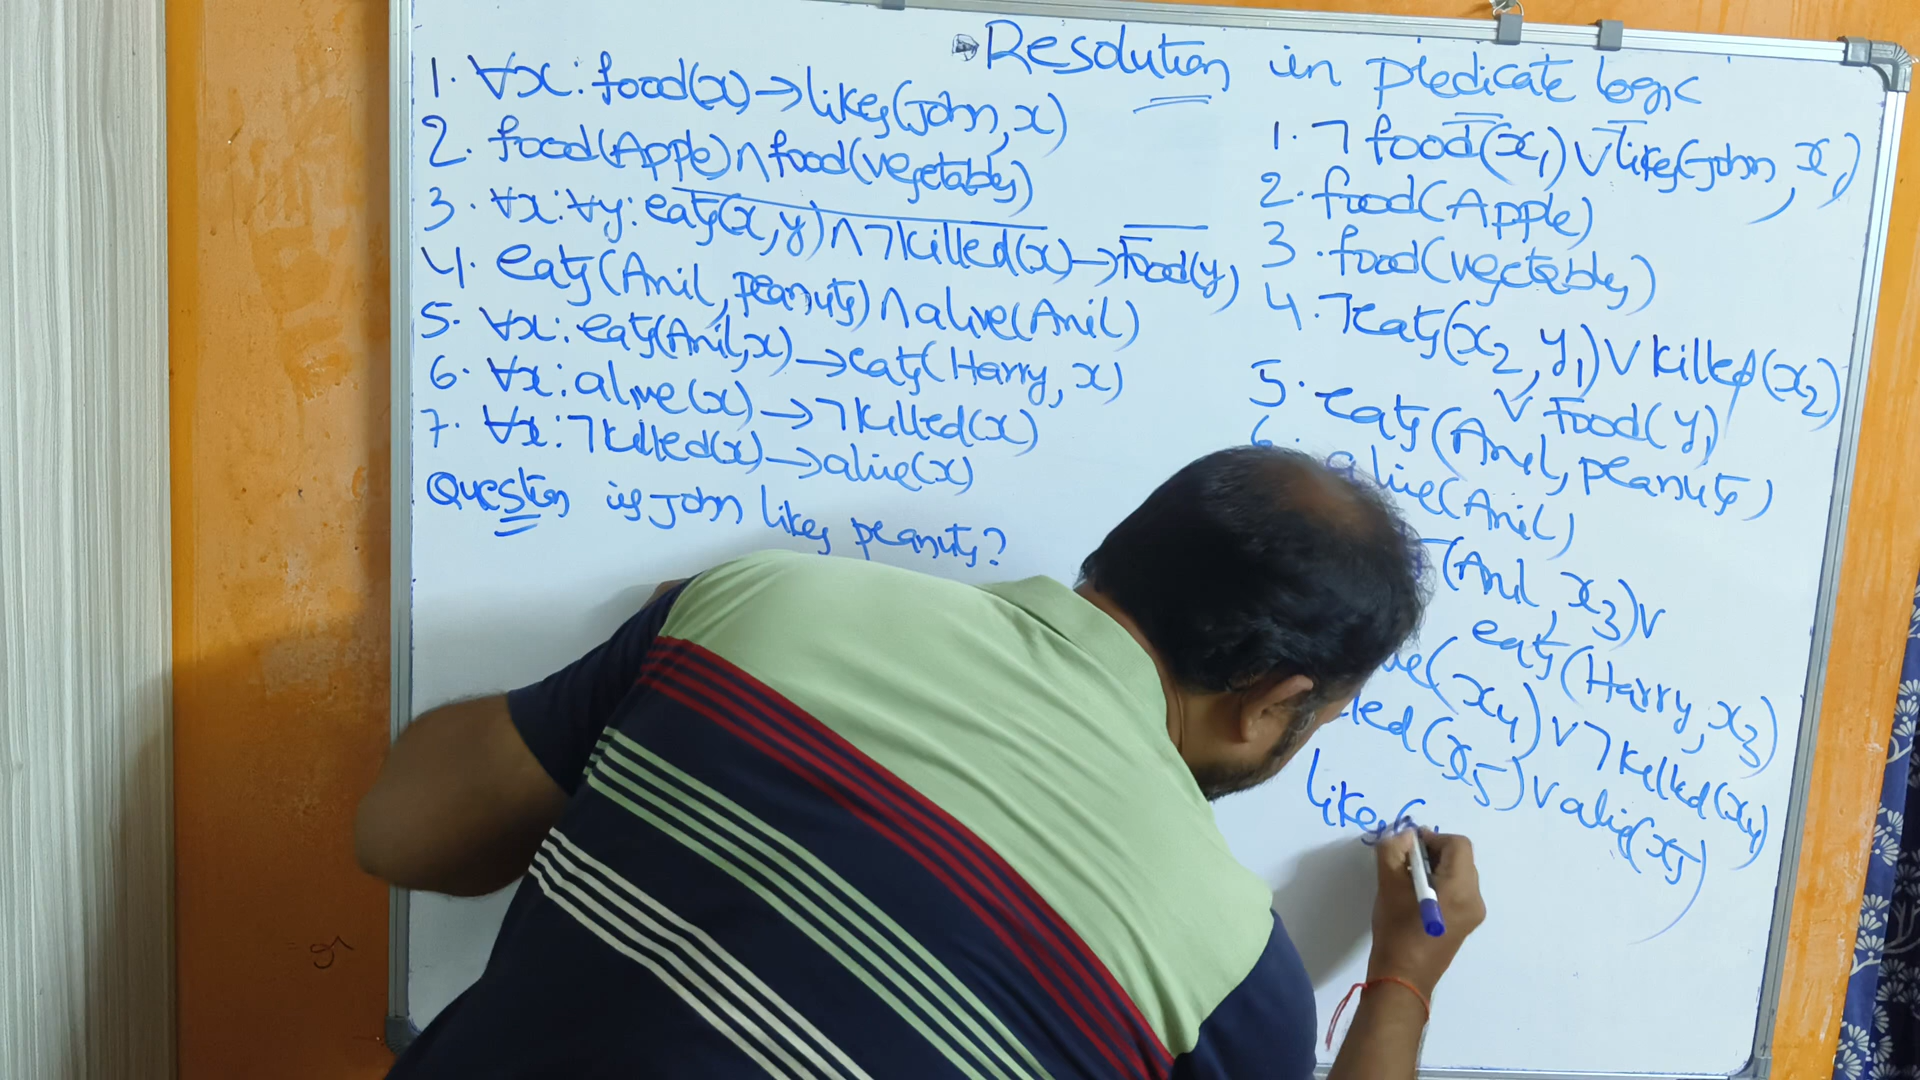 Resolution in predicate logic
1. ∀x: food(x) → likes(John, x)
2. food(Apple) ∧ food(vegetables)
3. ∀x: ∀y: eats(x, y) ∧ ¬killed(x) → food(y)
4. eats(Anil, peanuts) ∧ alive(Anil)
5. ∀x: eats(Anil, x) → eats(Harry, x)
6. ∀x: alive(x) → ¬killed(x)
7. ∀x: ¬killed(x) → alive(x)
Question is John likes peanuts?
1. ¬ food(x₁) ∨ likes(John, x₁)
2. food(Apple)
3. food(vegetables)
4. ¬eats(x₂, y₁) ∨ killed(x₂)
∨ food(y₁)
5. eats(Anil, peanuts)
6. alive(Anil)
(Anil, x₃) ∨
eats(Harry, x₃)
(x₄) ∨ ¬killed(x₄)
(x₅) ∨ alive(x₅)
likes(